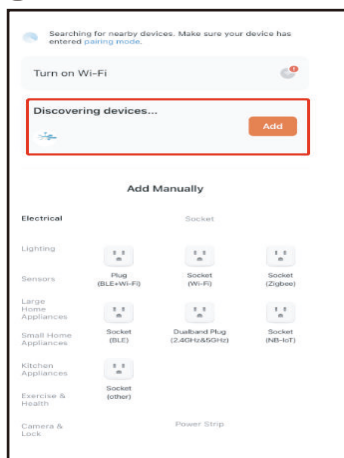 Searching for nearby devices. Make sure your device has
entered pairing mode.
Turn on Wi-Fi
Discovering devices...
Add
Add Manually
Electrical
Socket
Lighting
Sensors
Large
Home
Appliances
Small Home
Appliances
Kitchen
Appliances
Exercise &
Health
Camera &
Lock
Plug
(BLE+Wi-Fi)
Socket
(Wi-Fi)
Socket
(Zigbee)
Socket
(BLE)
Dualband Plug
(2.4GHz&5GHz)
Socket
(NB-IoT)
Socket
(other)
Power Strip